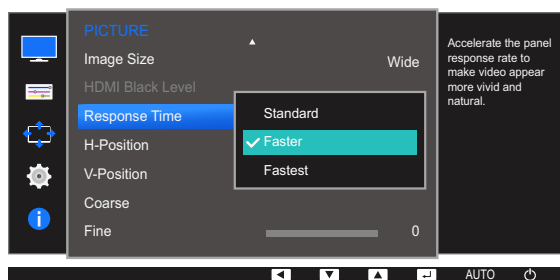 PICTURE
Image Size
Wide
HDMI Black Level
Response Time
Standard
Faster
Fastest
H-Position
V-Position
Coarse
Fine
0
Accelerate the panel
response rate to
make video appear
more vivid and
natural.
AUTO